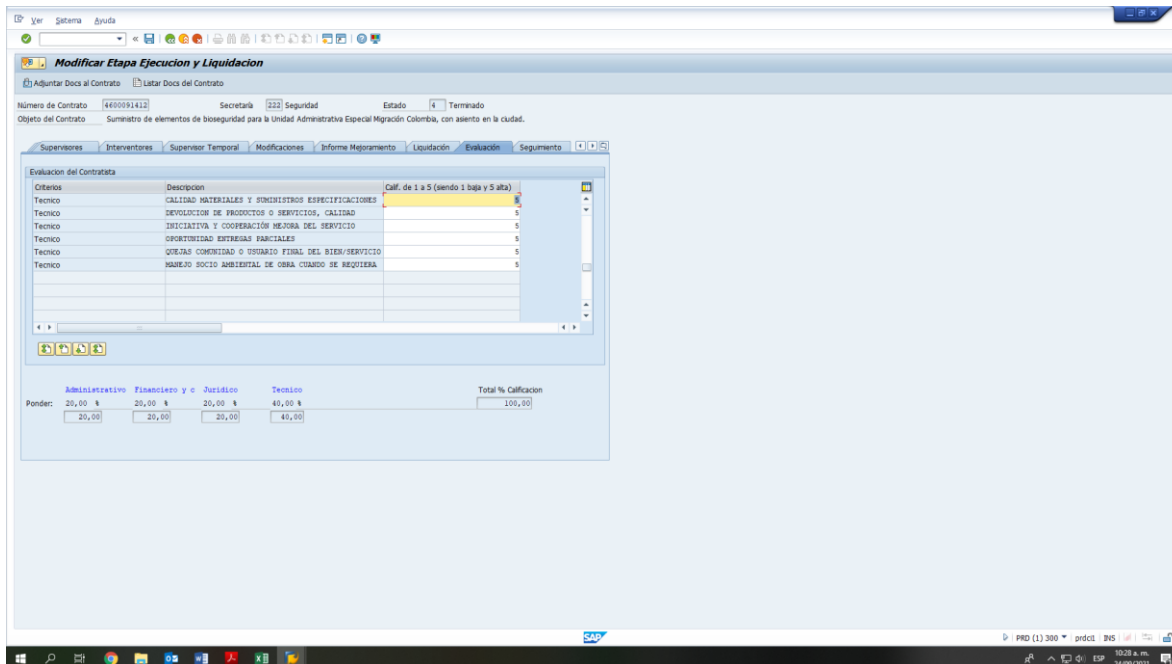 Ver Sistema Ayuda
Modificar Etapa Ejecucion y Liquidacion
Adjuntar Docs al Contrato Listar Docs del Contrato
Número de Contrato 4600091412 Secretaría 222 Seguridad Estado 4 Terminado
Objeto del Contrato Suministro de elementos de bioseguridad para la Unidad Administrativa Especial Migración Colombia, con asiento en la ciudad.
Supervisores Interventores Supervisor Temporal Modificaciones Informe Mejoramiento Liquidación Evaluación Seguimiento
Evaluacion del Contratista
Criterios Descripcion Calif. de 1 a 5 (siendo 1 baja y 5 alta)
Tecnico CALIDAD MATERIALES Y SUMINISTROS ESPECIFICACIONES 5
Tecnico DEVOLUCION DE PRODUCTOS O SERVICIOS, CALIDAD 5
Tecnico INICIATIVA Y COOPERACIÓN MEJORA DEL SERVICIO 5
Tecnico OPORTUNIDAD ENTREGAS PARCIALES 5
Tecnico QUEJAS COMUNIDAD O USUARIO FINAL DEL BIEN/SERVICIO 5
Tecnico MANEJO SOCIO AMBIENTAL DE OBRA CUANDO SE REQUIERA 5
Administrativo Financiero y c Juridico Tecnico Total % Calificacion
Ponder: 20,00 % 20,00 % 20,00 % 40,00 % 100,00
20,00 20,00 20,00 40,00
SAP
PRD (1) 300 prdci1 INS
ESP 10:28 a. m.
24/09/2022